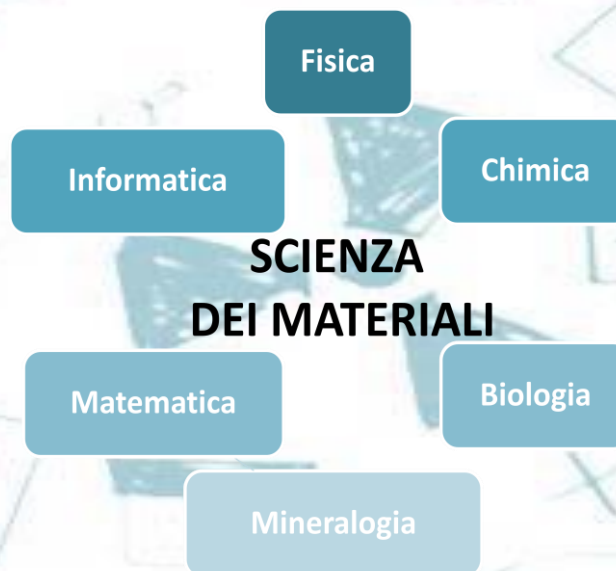 Fisica
Informatica
Chimica
SCIENZA
DEI MATERIALI
Matematica
Biologia
Mineralogia